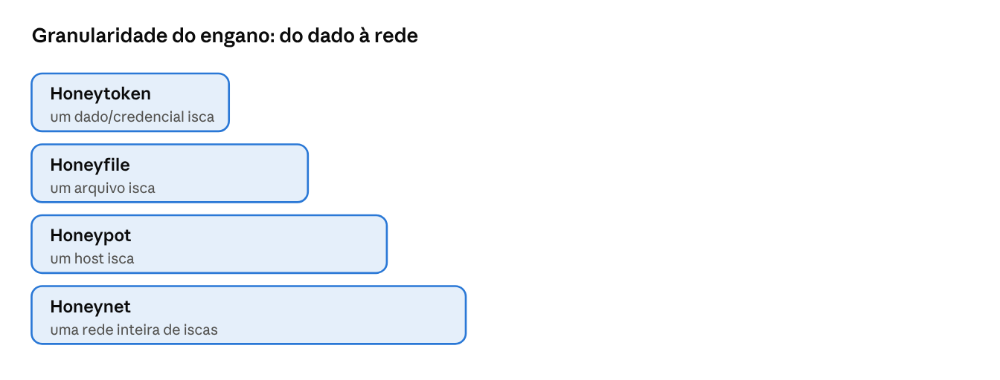 Granularidade do engano: do dado à rede
Honeytoken
um dado/credencial isca
Honeyfile
um arquivo isca
Honeypot
um host isca
Honeynet
uma rede inteira de iscas